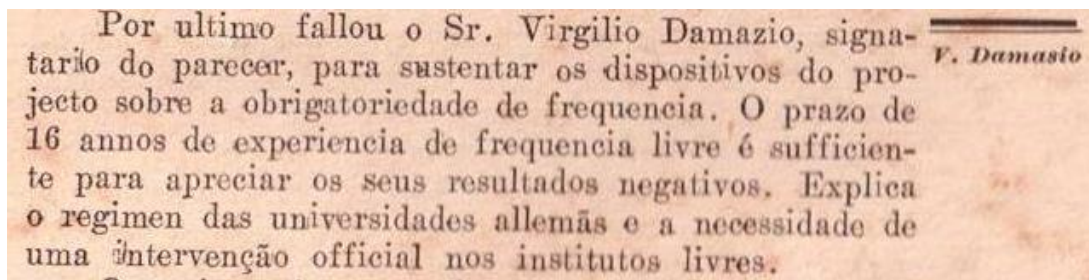 Por ultimo fallou o Sr. Virgilio Damazio, signa-
tario do parecer, para sustentar os dispositivos do pro-
jecto sobre a obrigatoriedade de frequencia. O prazo de
16 annos de experiencia de frequencia livre é sufficien-
te para apreciar os seus resultados negativos. Explica
o regimen das universidades allemãs e a necessidade de
uma intervenção official nos institutos livres.
V. Damasio